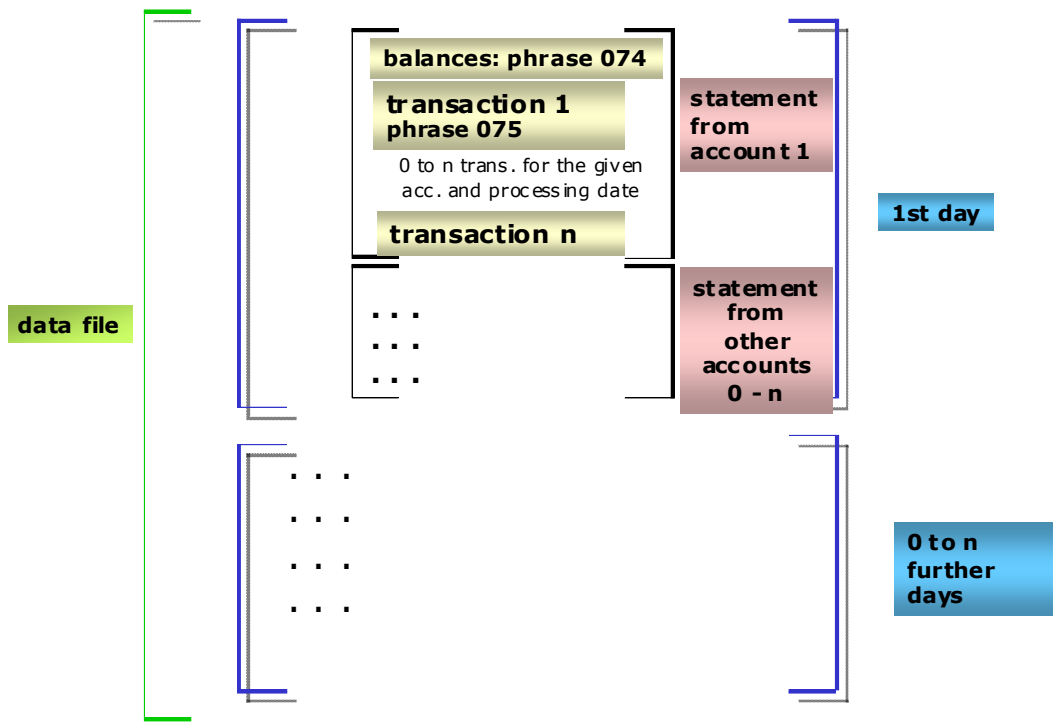 balances: phrase 074
transaction 1
phrase 075
0 to n trans. for the given
acc. and processing date
transaction n
statement
from
account 1
1st day
data file
. . .
. . .
. . .
statement
from
other
accounts
0 - n
. . .
. . .
. . .
. . .
0 to n
further
days